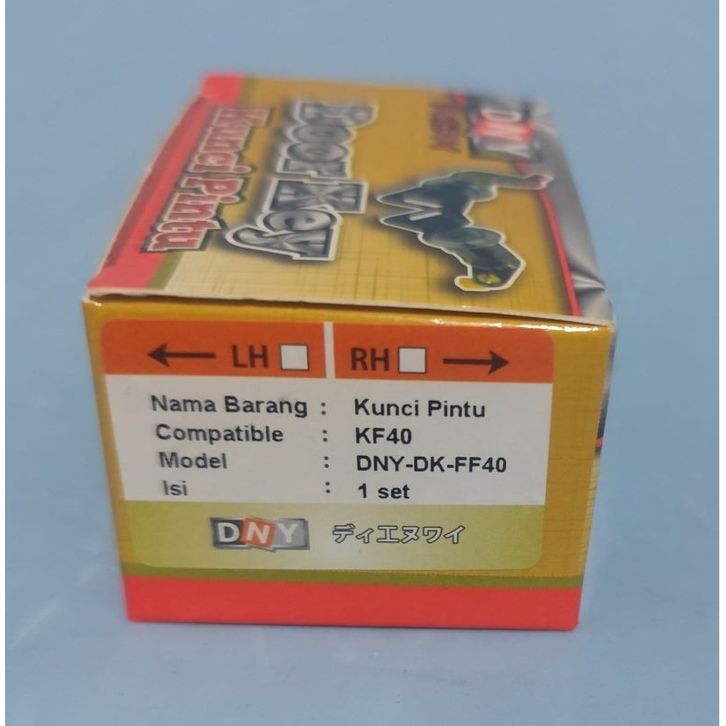 DNY
Door Key
Kunci Pintu
← LH RH →
Nama Barang : Kunci Pintu
Compatible : KF40
Model : DNY-DK-FF40
Isi : 1 set
DNY ディエヌワイ